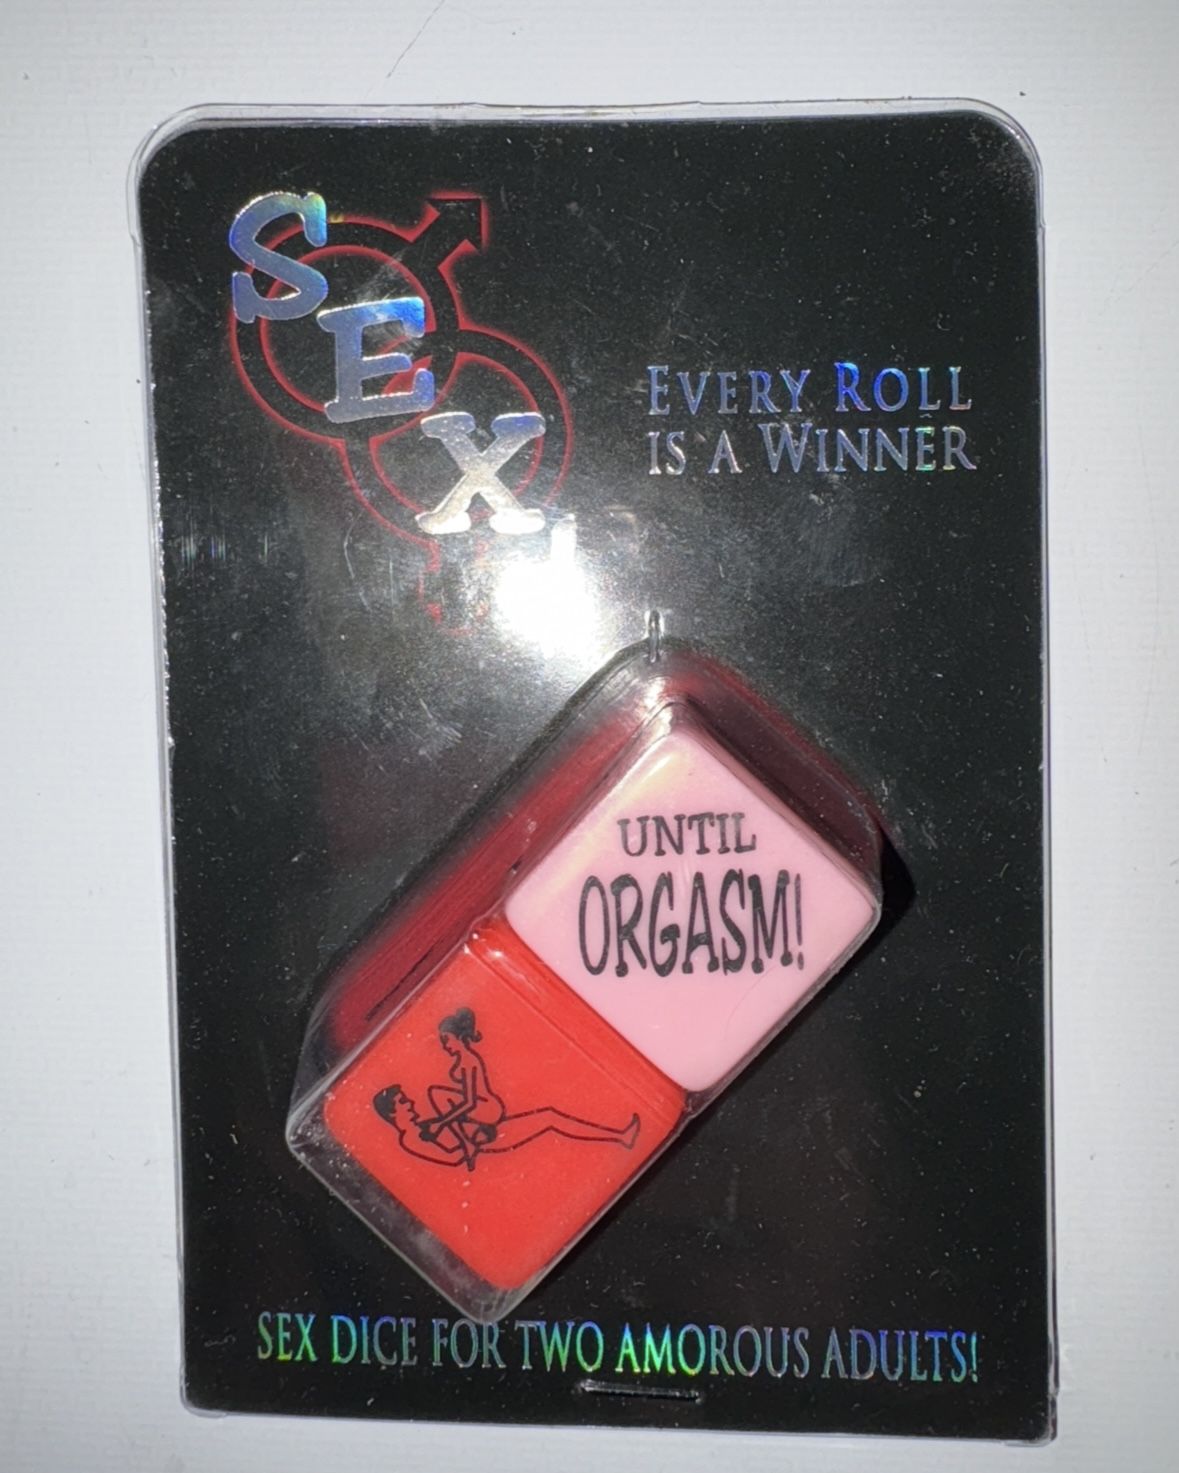 SEX
EVERY ROLL
IS A WINNER
UNTIL
ORGASM!
SEX DICE FOR TWO AMOROUS ADULTS!